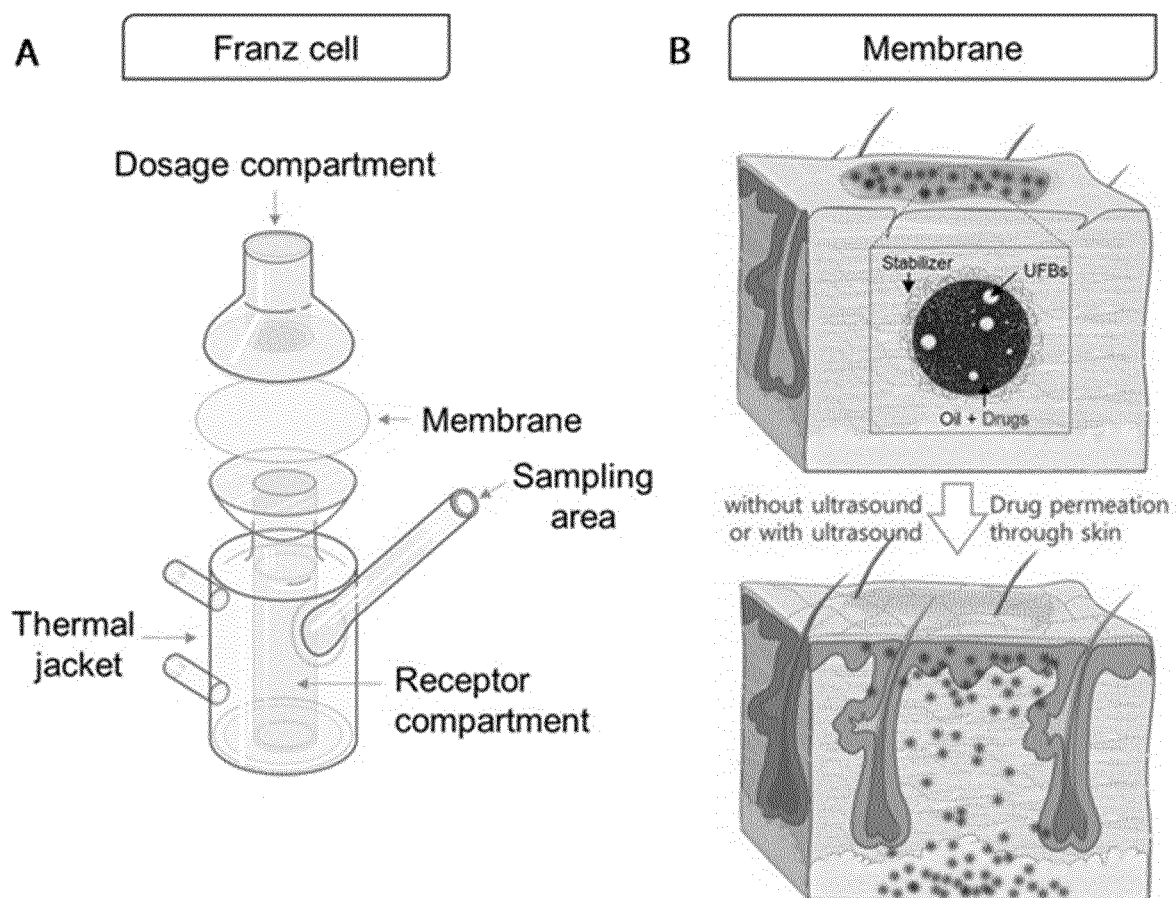 A
Franz cell
Dosage compartment
Membrane
Sampling
area
Thermal
jacket
Receptor
compartment
B
Membrane
Stabilizer
UFBs
Oil + Drugs
without ultrasound
or with ultrasound
Drug permeation
through skin